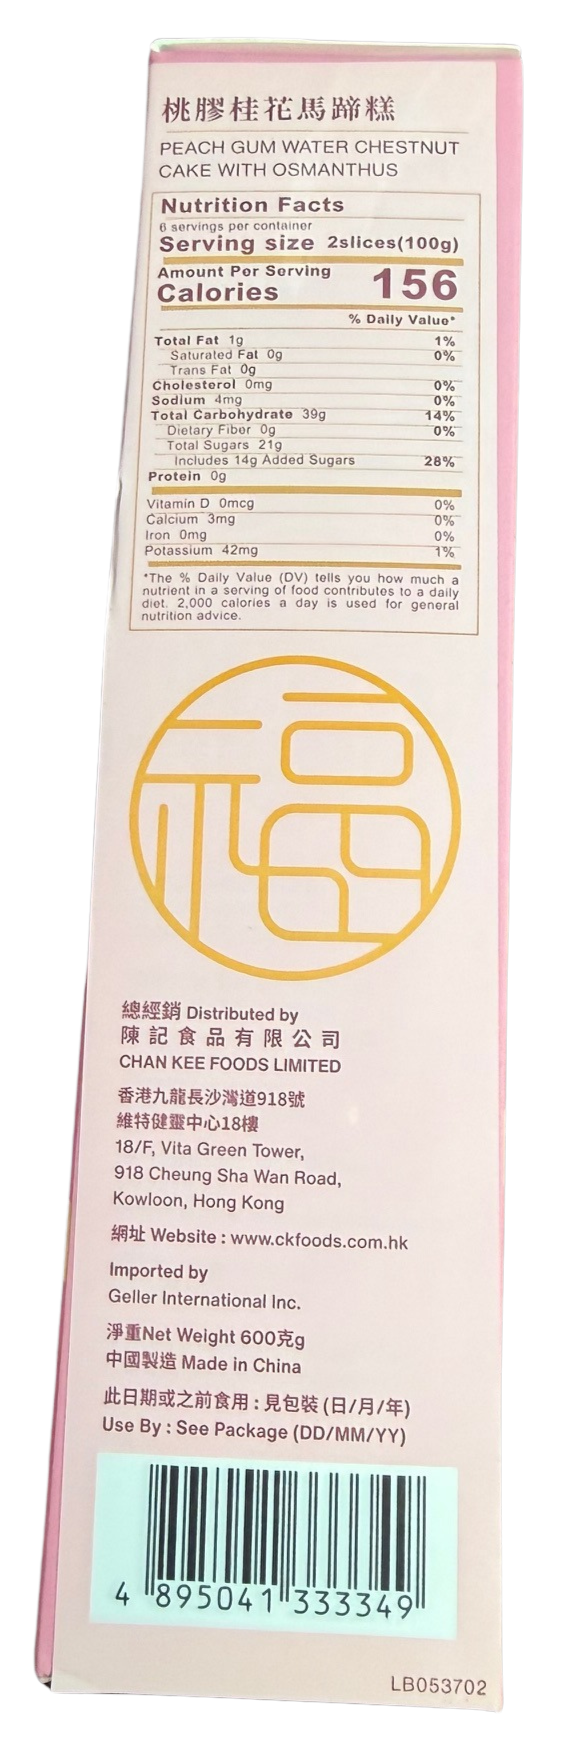 桃膠桂花馬蹄糕
PEACH GUM WATER CHESTNUT
CAKE WITH OSMANTHUS
Nutrition Facts
6 servings per container
Serving size 2slices(100g)
Amount Per Serving
Calories 156
% Daily Value*
Total Fat 1g 1%
Saturated Fat 0g 0%
Trans Fat 0g
Cholesterol 0mg 0%
Sodium 4mg 0%
Total Carbohydrate 39g 14%
Dietary Fiber 0g 0%
Total Sugars 21g
Includes 14g Added Sugars 28%
Protein 0g
Vitamin D 0mcg 0%
Calcium 3mg 0%
Iron 0mg 0%
Potassium 42mg 1%
*The % Daily Value (DV) tells you how much a
nutrient in a serving of food contributes to a daily
diet. 2,000 calories a day is used for general
nutrition advice.
福
總經銷 Distributed by
陳記食品有限公司
CHAN KEE FOODS LIMITED
香港九龍長沙灣道918號
維特健靈中心18樓
18/F, Vita Green Tower,
918 Cheung Sha Wan Road,
Kowloon, Hong Kong
網址 Website : www.ckfoods.com.hk
Imported by
Geller International Inc.
淨重Net Weight 600克g
中國製造 Made in China
此日期或之前食用 : 見包裝 (日/月/年)
Use By : See Package (DD/MM/YY)
4 895041 333349
LB053702